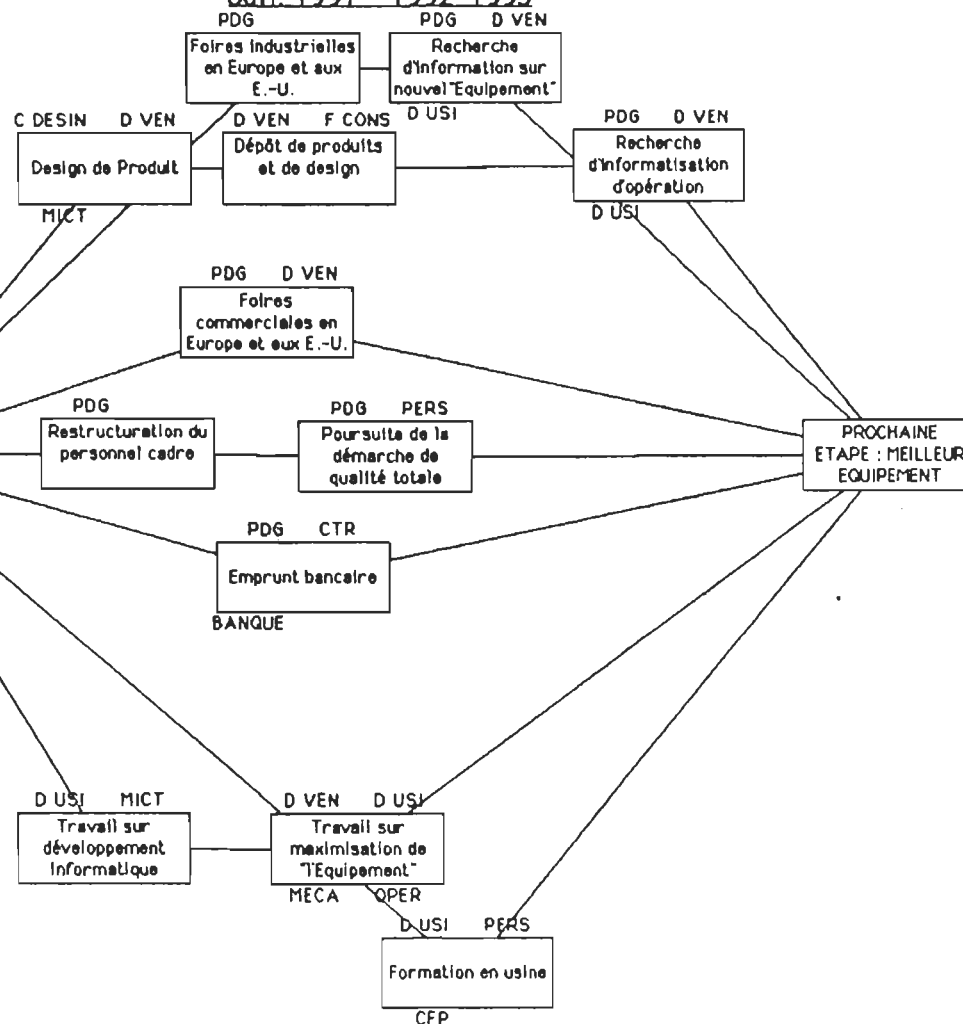 PDG
PDG D VEN
Foires industrielles
en Europe et aux
E.-U.
Recherche
d'information sur
nouvel "Equipement"
D USI
C DESIN D VEN
Design de Produit
MICT
D VEN F CONS
Dépôt de produits
et de design
PDG D VEN
Recherche
d'informatisation
d'opération
D USI
PDG D VEN
Foires
commerciales en
Europe et aux E.-U.
PDG
Restructuration du
personnel cadre
PDG PERS
Poursuite de la
démarche de
qualité totale
PROCHAINE
ETAPE : MEILLEUR
EQUIPEMENT
PDG CTR
Emprunt bancaire
BANQUE
D USI MICT
Travail sur
développement
informatique
D VEN D USI
Travail sur
maximisation de
"l'Equipement"
MECA OPER
D USI PERS
Formation en usine
CFP